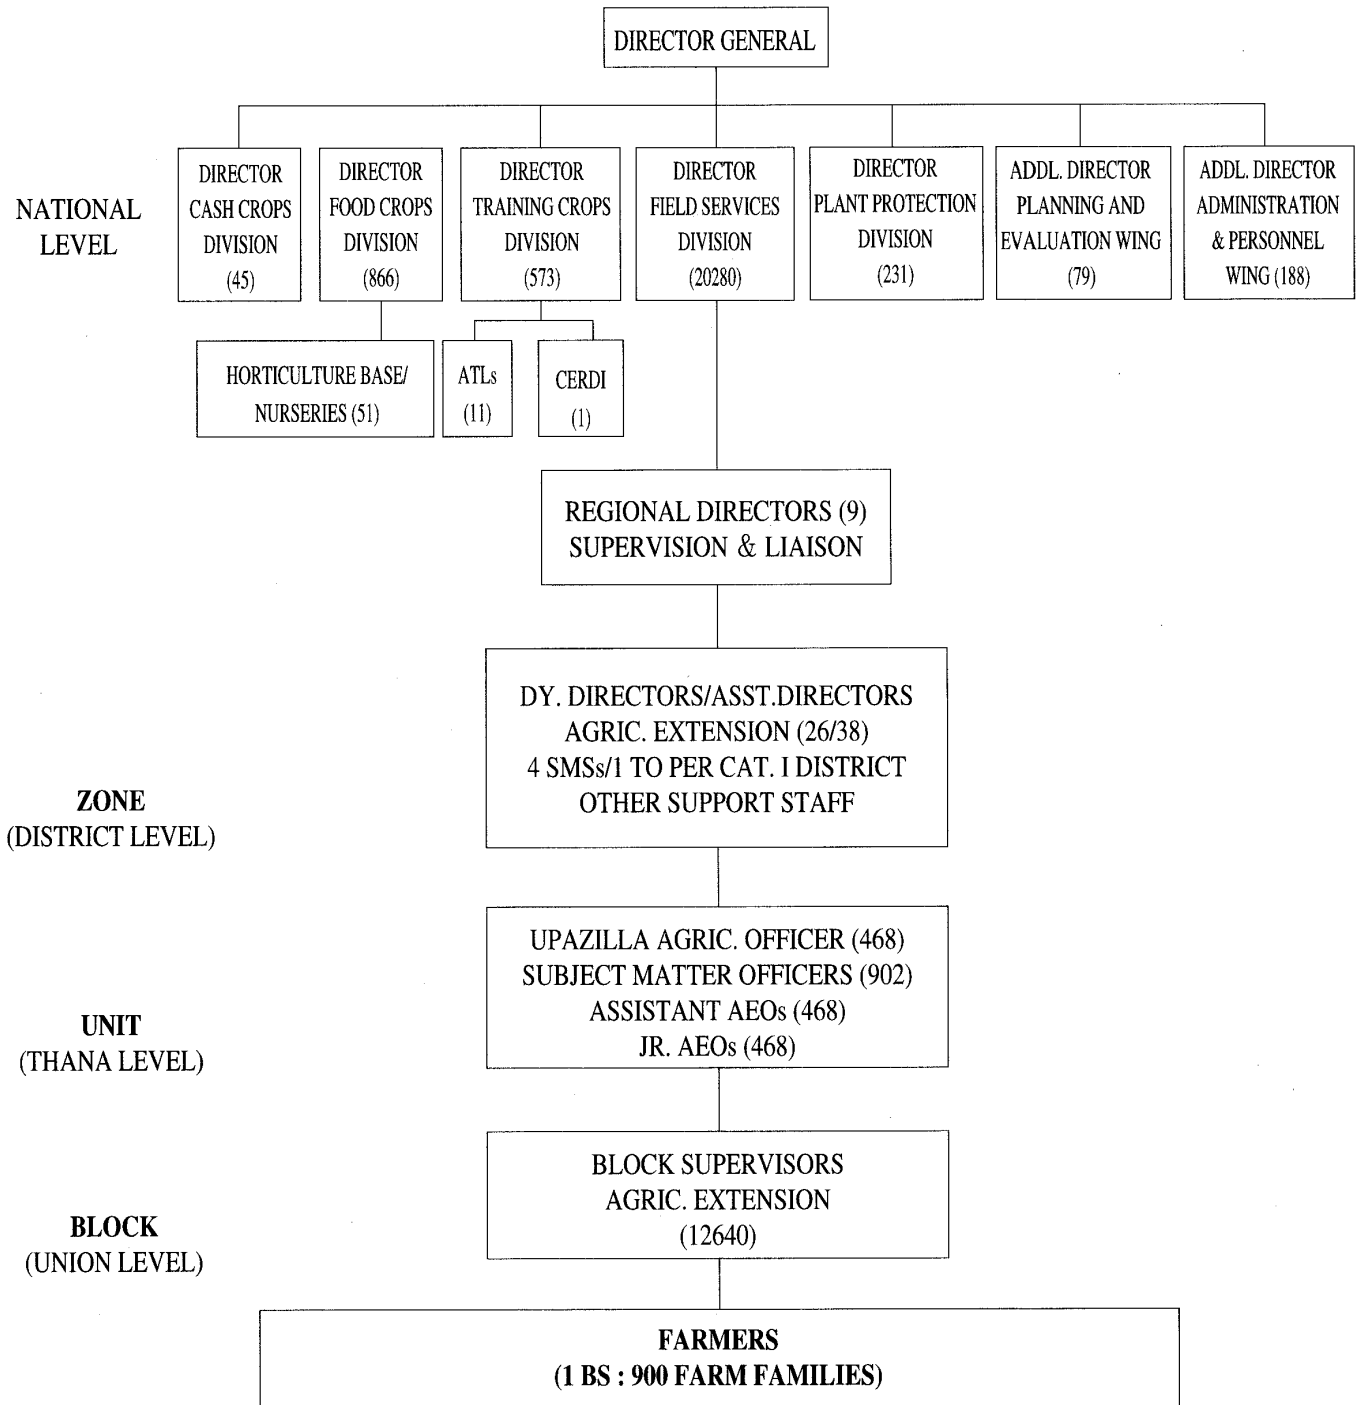 DIRECTOR GENERAL
NATIONAL
LEVEL
DIRECTOR
CASH CROPS
DIVISION
(45)
DIRECTOR
FOOD CROPS
DIVISION
(866)
DIRECTOR
TRAINING CROPS
DIVISION
(573)
DIRECTOR
FIELD SERVICES
DIVISION
(20280)
DIRECTOR
PLANT PROTECTION
DIVISION
(231)
ADDL. DIRECTOR
PLANNING AND
EVALUATION WING
(79)
ADDL. DIRECTOR
ADMINISTRATION
& PERSONNEL
WING (188)
HORTICULTURE BASE/
NURSERIES (51)
ATLs
(11)
CERDI
(1)
REGIONAL DIRECTORS (9)
SUPERVISION & LIAISON
ZONE
(DISTRICT LEVEL)
DY. DIRECTORS/ASST.DIRECTORS
AGRIC. EXTENSION (26/38)
4 SMSs/1 TO PER CAT. I DISTRICT
OTHER SUPPORT STAFF
UNIT
(THANA LEVEL)
UPAZILLA AGRIC. OFFICER (468)
SUBJECT MATTER OFFICERS (902)
ASSISTANT AEOs (468)
JR. AEOs (468)
BLOCK
(UNION LEVEL)
BLOCK SUPERVISORS
AGRIC. EXTENSION
(12640)
FARMERS
(1 BS : 900 FARM FAMILIES)